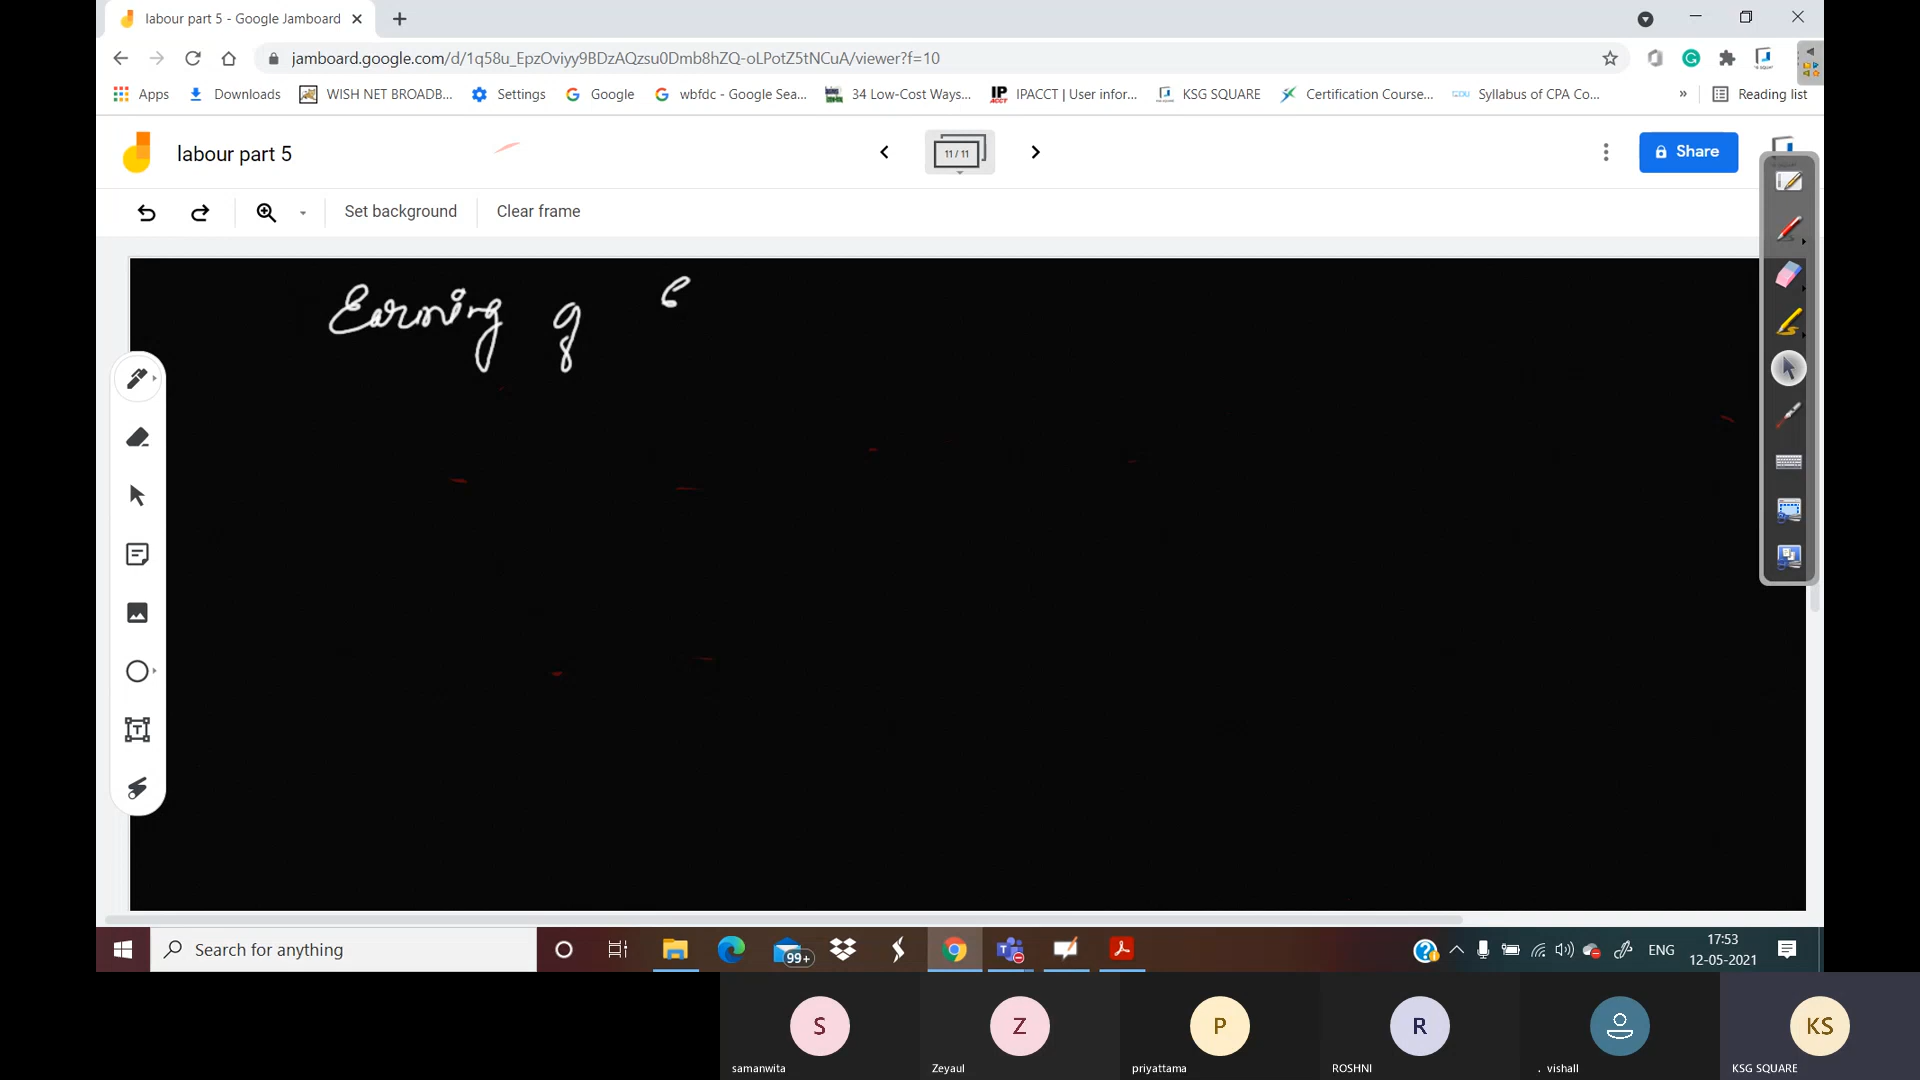 labour part 5 - Google Jamboard
jamboard.google.com/d/1q58u_EpzOviyy9BDzAQzsu0Dmb8hZQ-oLPotZ5tNCuA/viewer?f=10
Apps Downloads WISH NET BROADB... Settings Google wbfdc - Google Sea... 34 Low-Cost Ways... IPACCT | User infor... KSG SQUARE Certification Course... Syllabus of CPA Co... » Reading list
labour part 5
11 / 11
Share
Set background Clear frame
Earning of e
Search for anything
99+
ENG
17:53
12-05-2021
S Z P R KS
samanwita Zeyaul priyattama ROSHNI . vishall KSG SQUARE